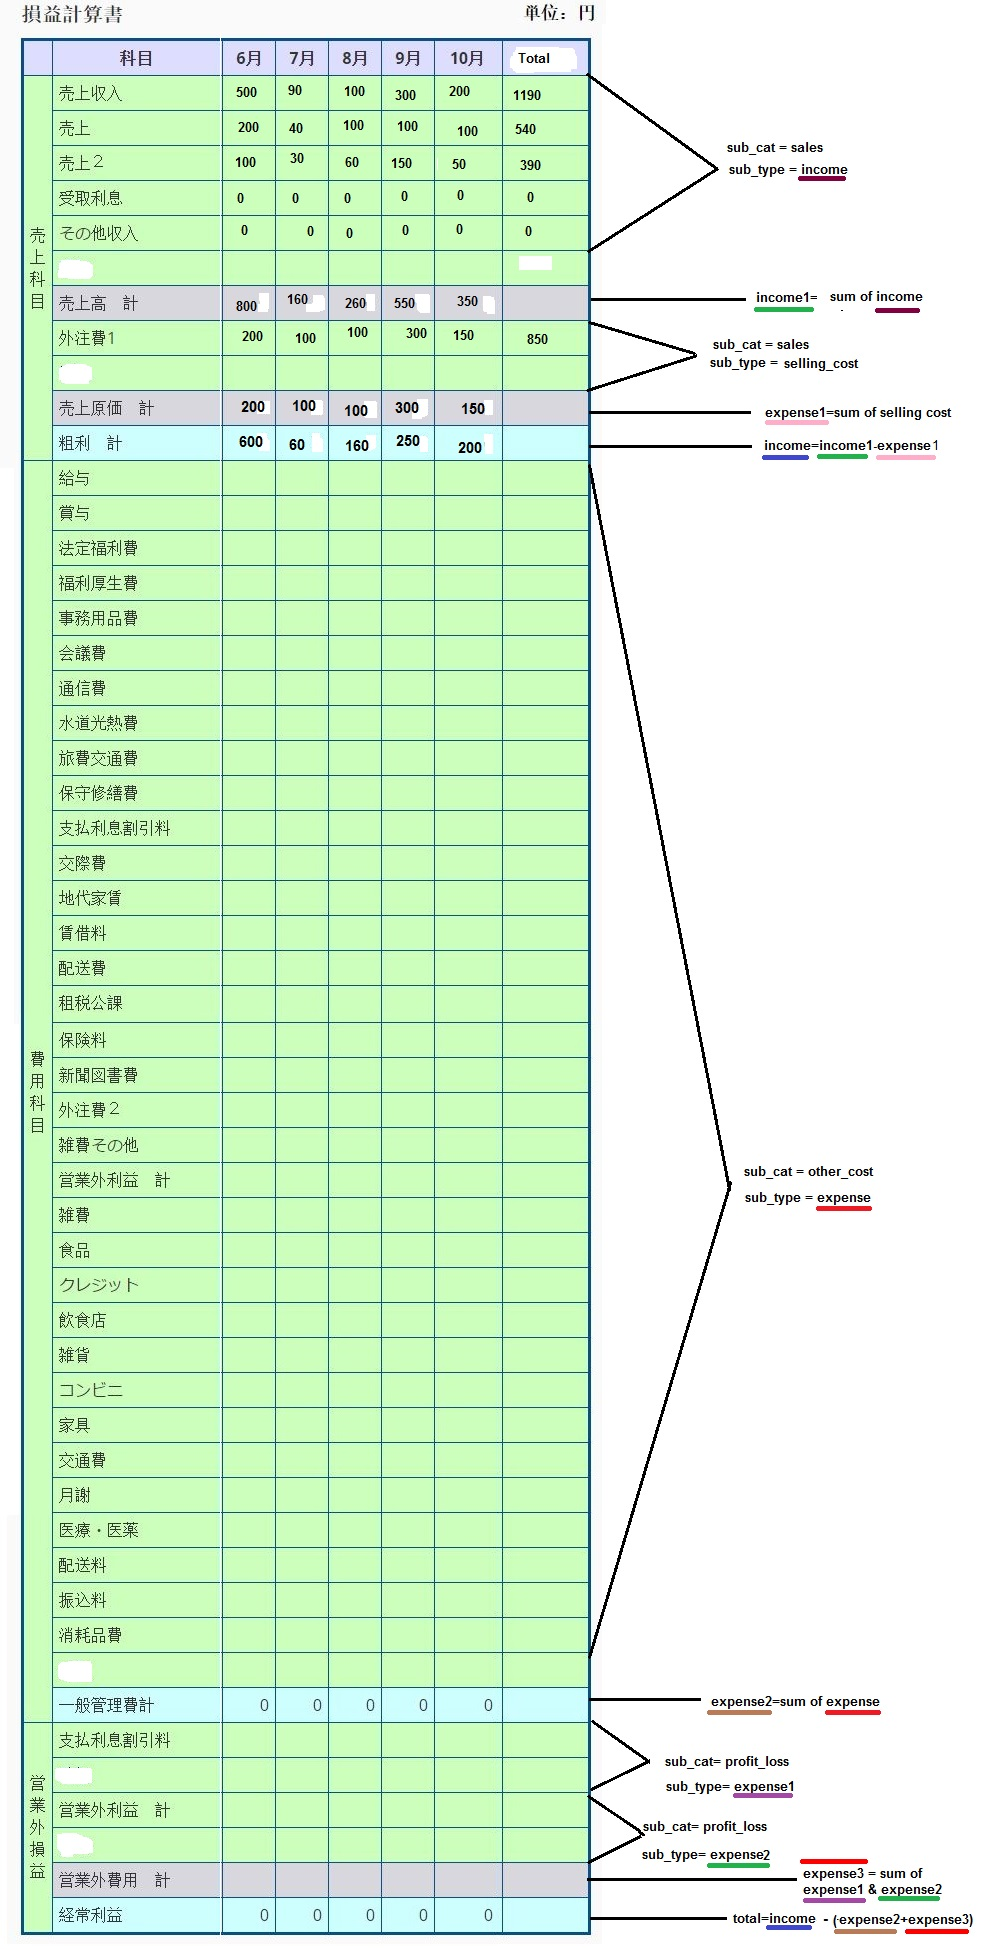 損益計算書 単位：円
科目 6月 7月 8月 9月 10月 Total
売上科目
売上収入 500 90 100 300 200 1190
売上 200 40 100 100 100 540
売上２ 100 30 60 150 50 390
受取利息 0 0 0 0 0 0
その他収入 0 0 0 0 0 0
sub_cat = sales
sub_type = income
売上高 計 800 160 260 550 350
income1= sum of income
外注費1 200 100 100 300 150 850
sub_cat = sales
sub_type = selling_cost
売上原価 計 200 100 100 300 150
expense1=sum of selling cost
粗利 計 600 60 160 250 200
income=income1-expense1
費用科目
給与
賞与
法定福利費
福利厚生費
事務用品費
会議費
通信費
水道光熱費
旅費交通費
保守修繕費
支払利息割引料
交際費
地代家賃
賃借料
配送費
租税公課
保険料
新聞図書費
外注費２
雑費その他
営業外利益 計
雑費
食品
クレジット
飲食店
雑貨
コンビニ
家具
交通費
月謝
医療・医薬
配送料
振込料
消耗品費
sub_cat = other_cost
sub_type = expense
一般管理費計 0 0 0 0 0
expense2=sum of expense
営業外損益
支払利息割引料
sub_cat= profit_loss
sub_type= expense1
営業外利益 計
sub_cat= profit_loss
sub_type= expense2
営業外費用 計
expense3 = sum of
expense1 & expense2
経常利益 0 0 0 0 0
total=income - (expense2+expense3)